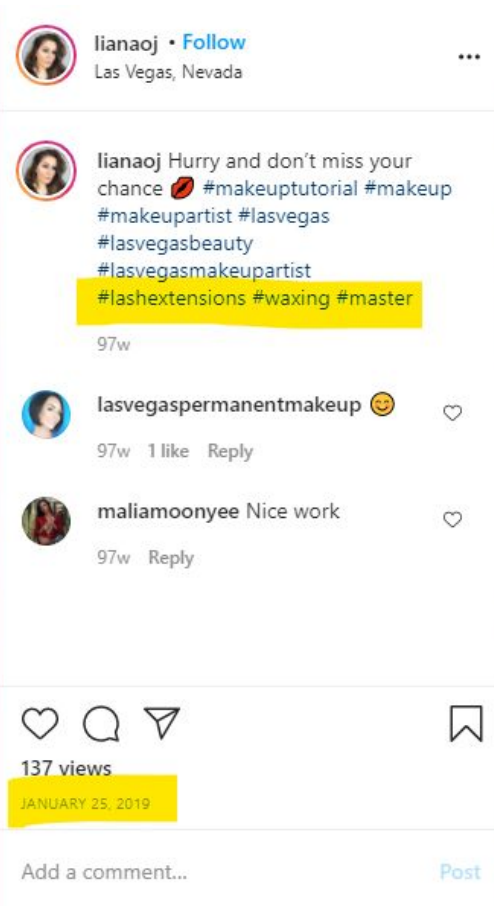 lianaoj • Follow
Las Vegas, Nevada
lianaoj Hurry and don't miss your
chance 💋 #makeuptutorial #makeup
#makeupartist #lasvegas
#lasvegasbeauty
#lasvegasmakeupartist
#lashextensions #waxing #master
97w
lasvegaspermanentmakeup 😊
97w 1 like Reply
maliamoonyee Nice work
97w Reply
137 views
JANUARY 25, 2019
Add a comment... Post